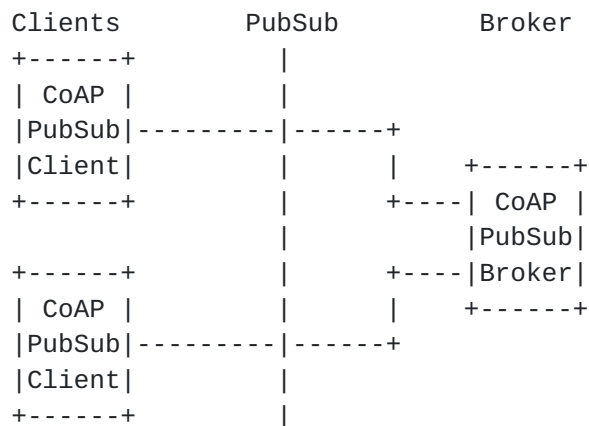 Clients        PubSub         Broker
+------+         |
| CoAP |         |
|PubSub|---------|------+
|Client|         |      |    +------+
+------+         |      +----| CoAP |
                 |           |PubSub|
+------+         |      +----|Broker|
| CoAP |         |      |    +------+
|PubSub|---------|------+
|Client|         |
+------+         |